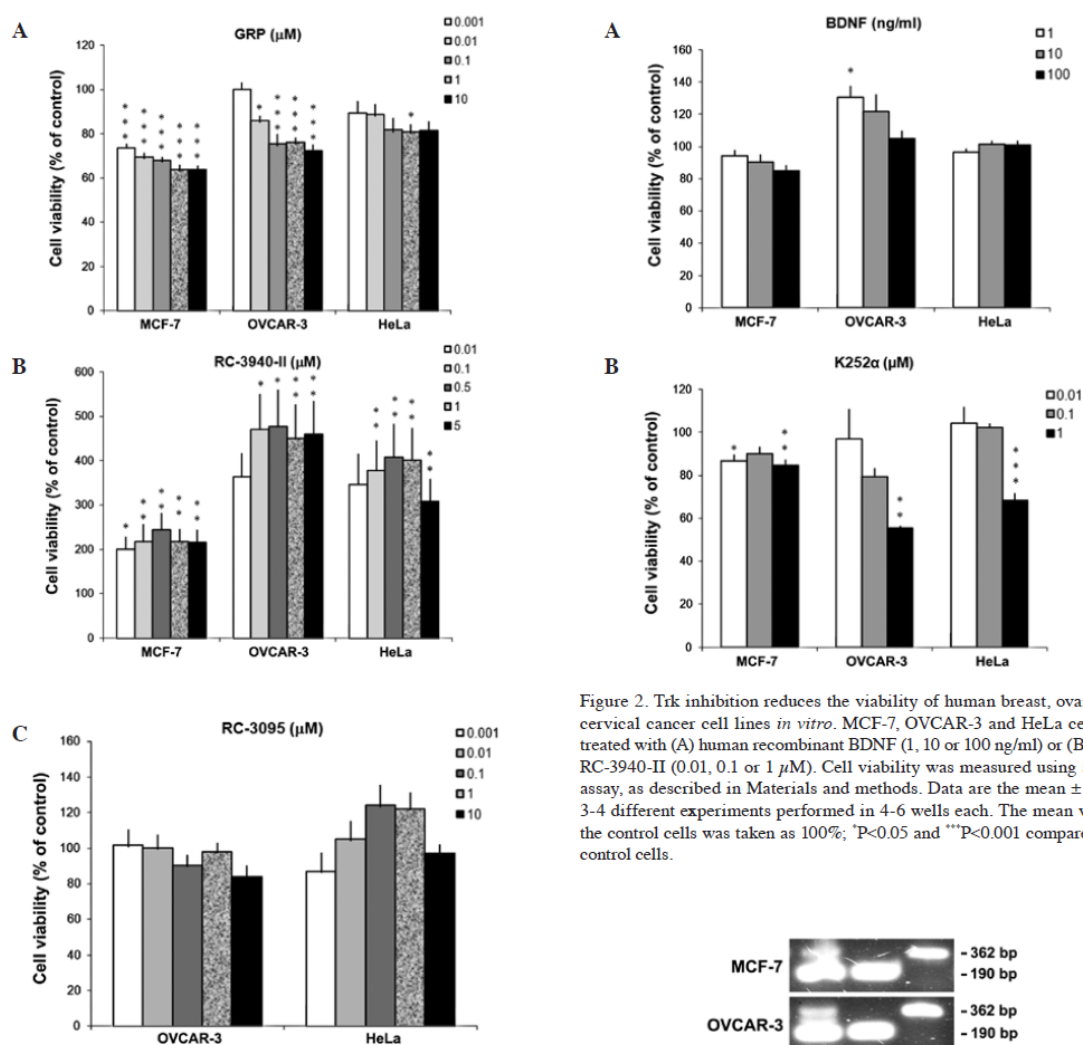 A
GRP (μM)
0.001
0.01
0.1
1
10
120
100
80
60
40
20
0
Cell viability (% of control)
* * *
* * *
* * *
* * *
* * *
*
* * *
* * *
* * *
*
MCF-7
OVCAR-3
HeLa
B
RC-3940-II (μM)
0.01
0.1
0.5
1
5
600
500
400
300
200
100
0
Cell viability (% of control)
*
* *
* *
* *
* *
*
*
* *
* *
* *
* *
* *
* *
MCF-7
OVCAR-3
HeLa
C
RC-3095 (μM)
0.001
0.01
0.1
1
10
160
140
120
100
80
60
40
20
0
Cell viability (% of control)
OVCAR-3
HeLa
A
BDNF (ng/ml)
1
10
100
160
140
120
100
80
60
40
20
0
Cell viability (% of control)
*
MCF-7
OVCAR-3
HeLa
B
K252α (μM)
0.01
0.1
1
120
100
80
60
40
20
0
Cell viability (% of control)
*
* *
* *
* * *
MCF-7
OVCAR-3
HeLa
Figure 2. Trk inhibition reduces the viability of human breast, ova
cervical cancer cell lines in vitro. MCF-7, OVCAR-3 and HeLa ce
treated with (A) human recombinant BDNF (1, 10 or 100 ng/ml) or (B
RC-3940-II (0.01, 0.1 or 1 μM). Cell viability was measured using
assay, as described in Materials and methods. Data are the mean ±
3-4 different experiments performed in 4-6 wells each. The mean v
the control cells was taken as 100%; *P<0.05 and ***P<0.001 compare
control cells.
MCF-7
- 362 bp
- 190 bp
OVCAR-3
- 362 bp
- 190 bp